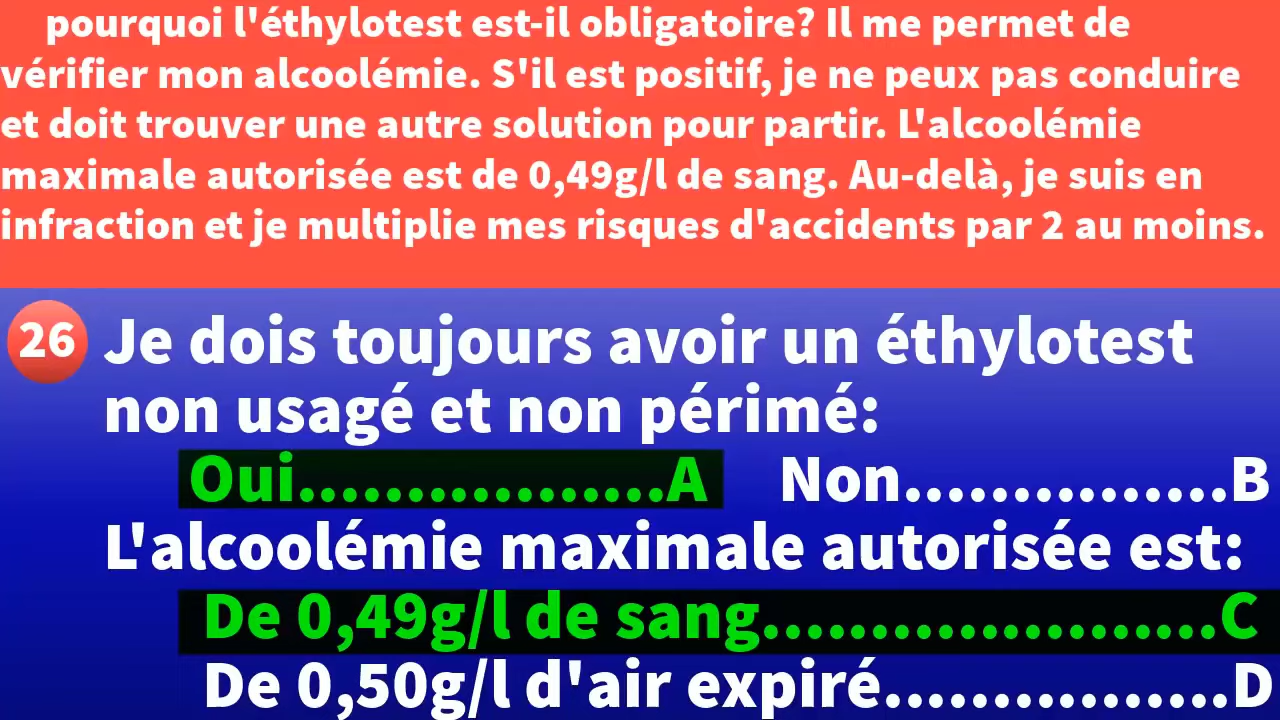 pourquoi l'éthylotest est-il obligatoire? Il me permet de
vérifier mon alcoolémie. S'il est positif, je ne peux pas conduire
et doit trouver une autre solution pour partir. L'alcoolémie
maximale autorisée est de 0,49g/l de sang. Au-delà, je suis en
infraction et je multiplie mes risques d'accidents par 2 au moins.
26 Je dois toujours avoir un éthylotest
non usagé et non périmé:
Oui.................A Non...............B
L'alcoolémie maximale autorisée est:
De 0,49g/l de sang.....................C
De 0,50g/l d'air expiré................D